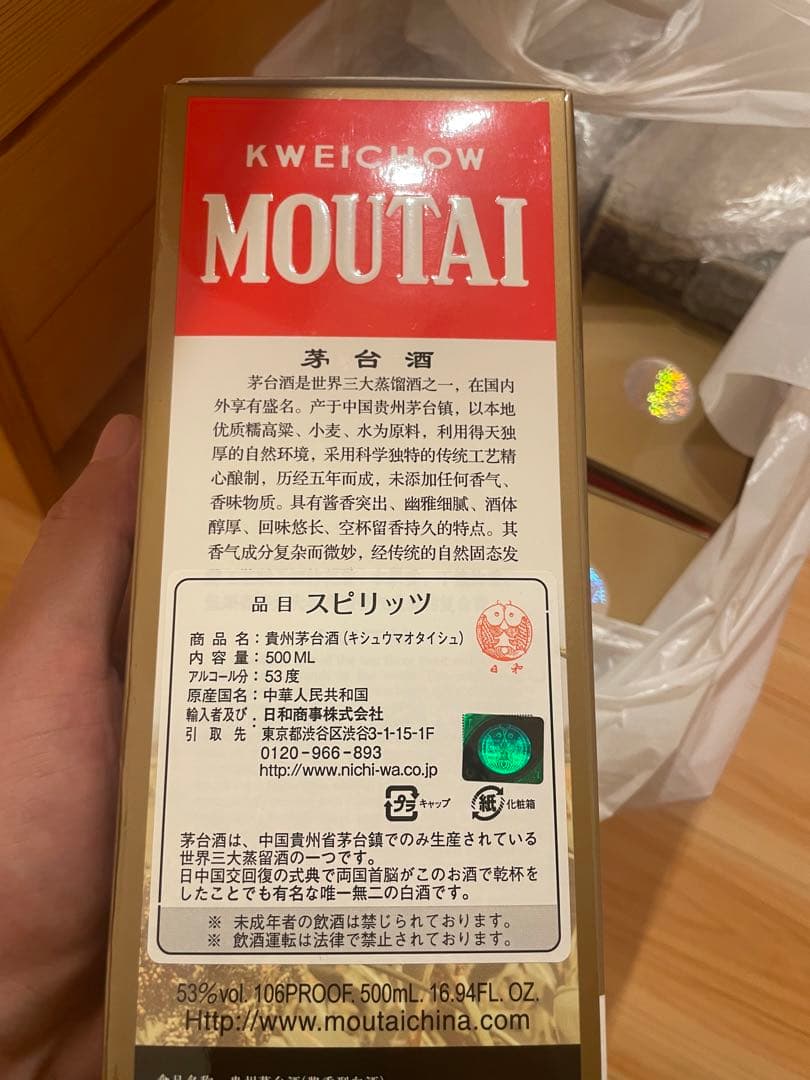 KWEICHOW
MOUTAI
茅台酒
茅台酒是世界三大蒸馏酒之一，在国内
外享有盛名。产于中国贵州茅台镇，以本地
优质糯高粱、小麦、水为原料，利用得天独
厚的自然环境，采用科学独特的传统工艺精
心酿制，历经五年而成，未添加任何香气、
香味物质。具有酱香突出、幽雅细腻、酒体
醇厚、回味悠长、空杯留香持久的特点。其
香气成分复杂而微妙，经传统的自然固态发
品目 スピリッツ
商品名：貴州茅台酒(キシュウマオタイシュ)
内容量：500ML
アルコール分：53度
原産国名：中華人民共和国
輸入者及び：日和商事株式会社
引取先 東京都渋谷区渋谷3-1-15-1F
0120-966-893
http://www.nichi-wa.co.jp
日和
プラ キャップ 紙 化粧箱
茅台酒は、中国貴州省茅台鎮でのみ生産されている
世界三大蒸留酒の一つです。
日中国交回復の式典で両国首脳がこのお酒で乾杯を
したことでも有名な唯一無二の白酒です。
※ 未成年者の飲酒は禁じられております。
※ 飲酒運転は法律で禁止されております。
53%vol. 106PROOF. 500mL. 16.94FL. OZ.
Http://www.moutaichina.com